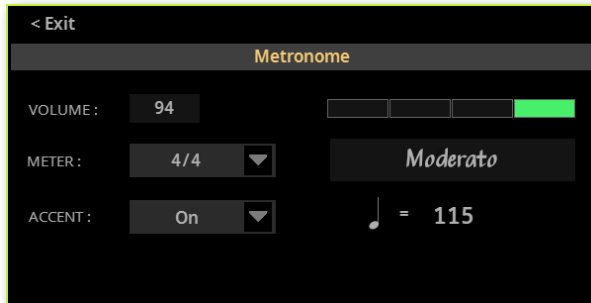 < Exit
Metronome
VOLUME : 94
METER : 4/4
Moderato
ACCENT : On
= 115